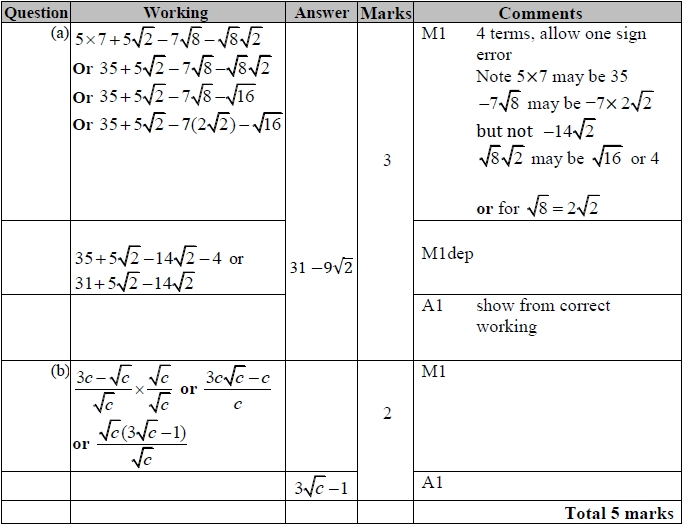 Question Working Answer Marks Comments
(a) 5×7+5√2−7√8−√8√2
Or 35+5√2−7√8−√8√2
Or 35+5√2−7√8−√16
Or 35+5√2−7(2√2)−√16
3
M1 4 terms, allow one sign
error
Note 5×7 may be 35
−7√8 may be −7×2√2
but not −14√2
√8√2 may be √16 or 4
or for √8=2√2
35+5√2−14√2−4 or
31+5√2−14√2
31−9√2
M1dep
A1 show from correct
working
(b) (3c−√c)/√c × √c/√c or (3c√c−c)/c
or √c(3√c−1)/√c
2
M1
3√c−1
A1
Total 5 marks